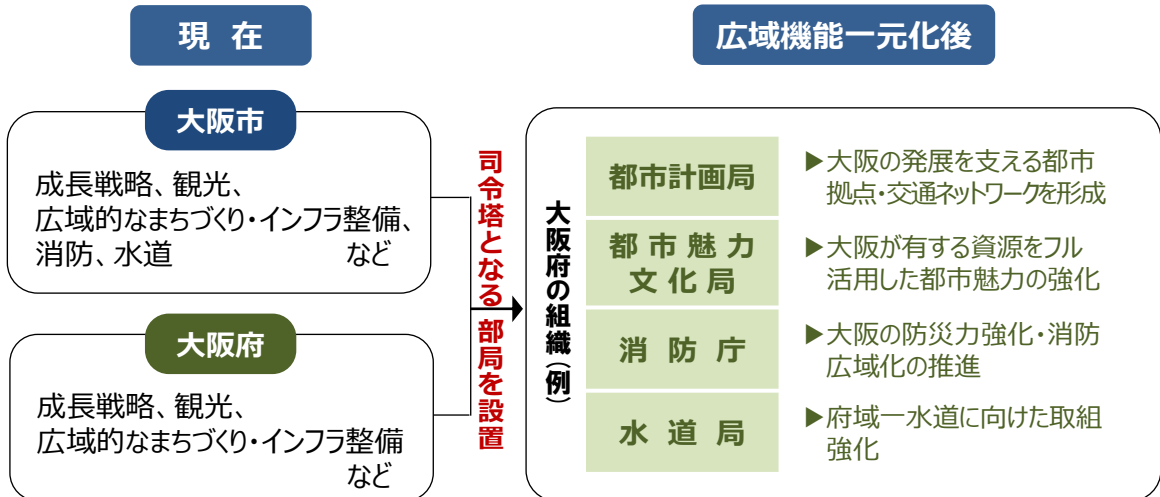 現 在
大阪市
成長戦略、観光、
広域的なまちづくり・インフラ整備、
消防、水道 など
大阪府
成長戦略、観光、
広域的なまちづくり・インフラ整備
など
司令塔となる部局を設置
広域機能一元化後
大阪府の組織(例)
都市計画局
▶大阪の発展を支える都市
拠点・交通ネットワークを形成
都市魅力
文化局
▶大阪が有する資源をフル
活用した都市魅力の強化
消防庁
▶大阪の防災力強化・消防
広域化の推進
水道局
▶府域一水道に向けた取組
強化